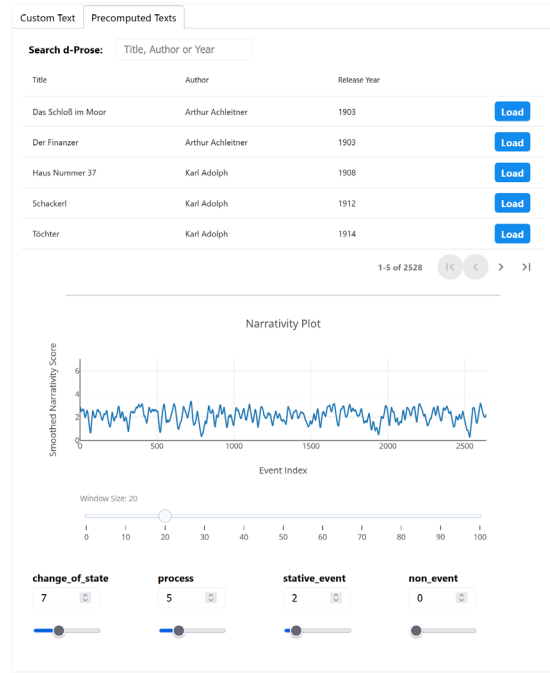 Custom Text Precomputed Texts
Search d-Prose: Title, Author or Year
Title Author Release Year
Das Schloß im Moor Arthur Achleitner 1903 Load
Der Finanzer Arthur Achleitner 1903 Load
Haus Nummer 37 Karl Adolph 1908 Load
Schackerl Karl Adolph 1912 Load
Töchter Karl Adolph 1914 Load
1-5 of 2528
Narrativity Plot
Smoothed Narrativity Score
6
4
2
0
0 500 1000 1500 2000 2500
Event Index
Window Size: 20
0 10 20 30 40 50 60 70 80 90 100
change_of_state process stative_event non_event
7 5 2 0